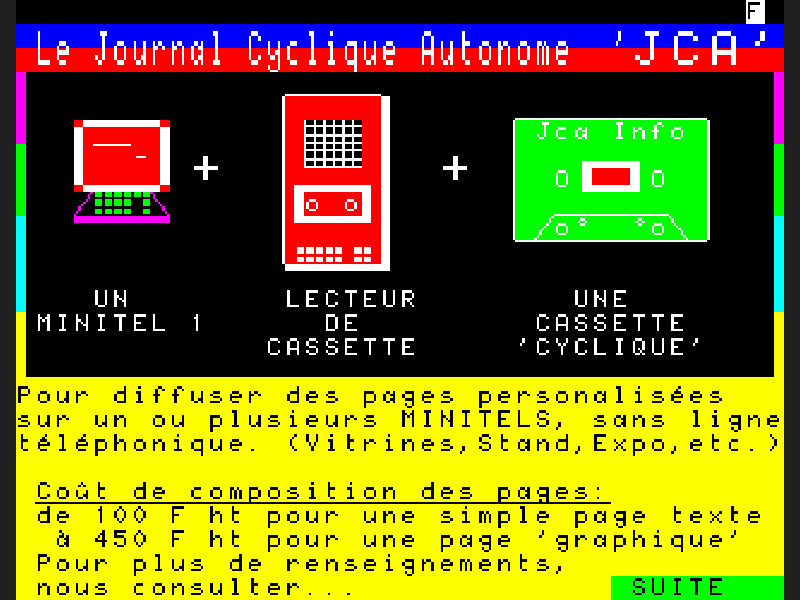 F
Le Journal Cyclique Autonome 'JCA'
Jca Info
+ +
UN LECTEUR UNE
MINITEL 1 DE CASSETTE
CASSETTE 'CYCLIQUE'
Pour diffuser des pages personalisées
sur un ou plusieurs MINITELS, sans ligne
téléphonique. (Vitrines,Stand,Expo,etc.)
Coût de composition des pages:
de 100 F ht pour une simple page texte
à 450 F ht pour une page 'graphique'
Pour plus de renseignements,
nous consulter...
SUITE